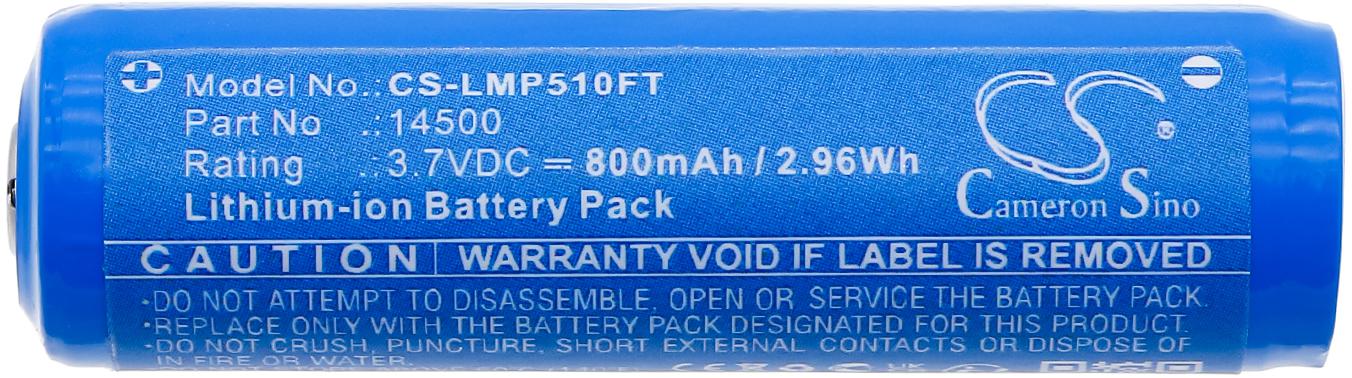 Model No.: CS-LMP510FT
Part No .: 14500
Rating .: 3.7VDC ⎓ 800mAh / 2.96Wh
Lithium-ion Battery Pack
CS ®
Cameron Sino
CAUTION WARRANTY VOID IF LABEL IS REMOVED
•DO NOT ATTEMPT TO DISASSEMBLE, OPEN OR SERVICE THE BATTERY PACK.
•REPLACE ONLY WITH THE BATTERY PACK DESIGNATED FOR THIS PRODUCT.
•DO NOT CRUSH, PUNCTURE, SHORT EXTERNAL CONTACTS OR DISPOSE OF
IN FIRE OR WATER.